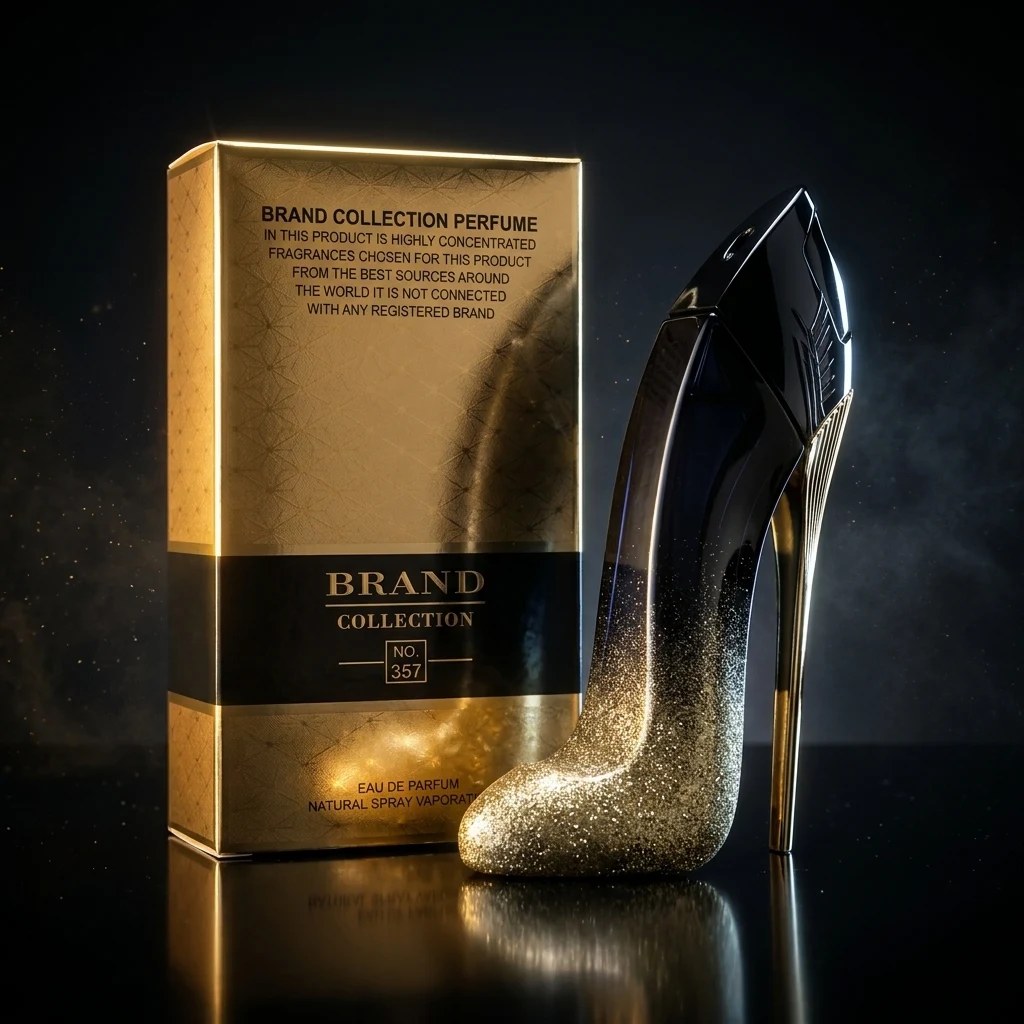 BRAND COLLECTION PERFUME
IN THIS PRODUCT IS HIGHLY CONCENTRATED
FRAGRANCES CHOSEN FOR THIS PRODUCT
FROM THE BEST SOURCES AROUND
THE WORLD IT IS NOT CONNECTED
WITH ANY REGISTERED BRAND
BRAND
COLLECTION
NO.
357
EAU DE PARFUM
NATURAL SPRAY